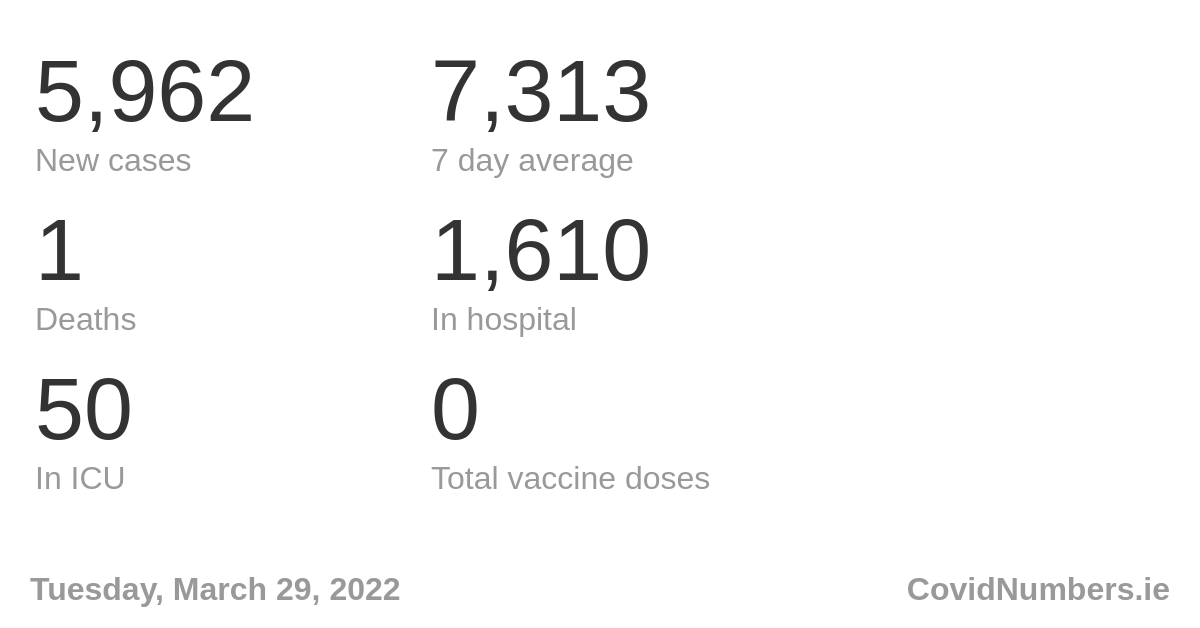 5,962
7,313
New cases
7 day average
1
1,610
Deaths
In hospital
50
0
In ICU
Total vaccine doses
Tuesday, March 29, 2022
CovidNumbers.ie